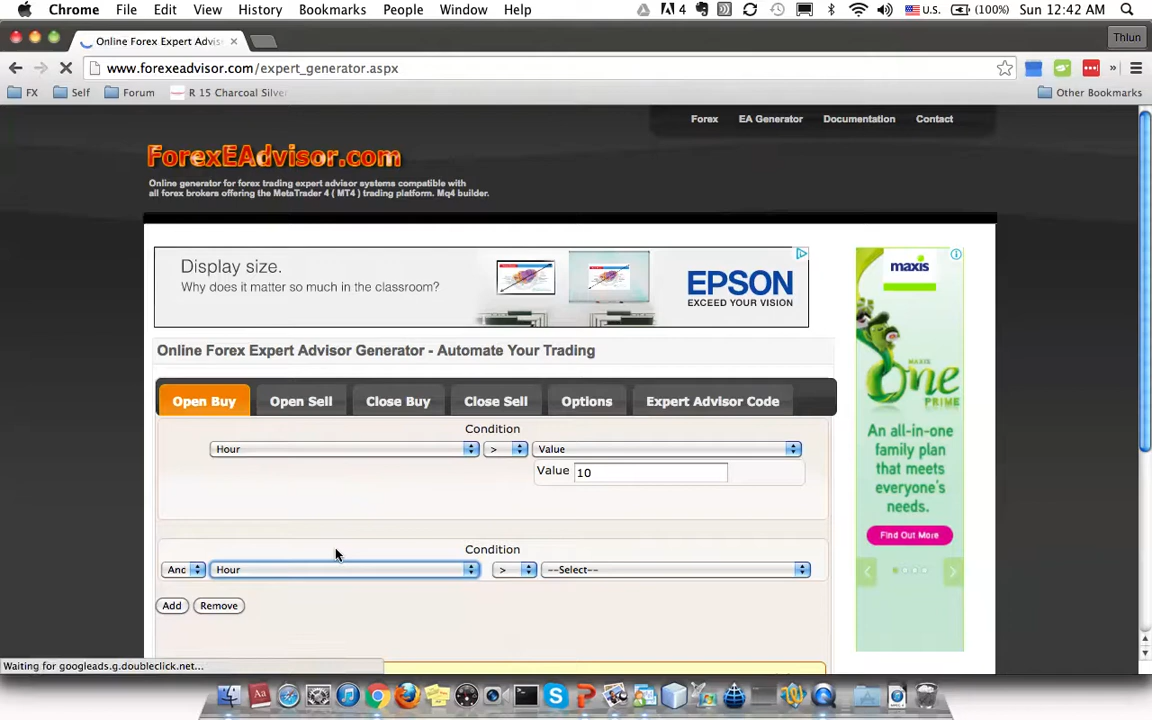 Chrome File Edit View History Bookmarks People Window Help 4 U.S. (100%) Sun 12:42 AM
Online Forex Expert Advis Thlun
www.forexeadvisor.com/expert_generator.aspx
FX Self Forum R 15 Charcoal Silver » Other Bookmarks
Forex EA Generator Documentation Contact
ForexEAdvisor.com
Online generator for forex trading expert advisor systems compatible with
all forex brokers offering the MetaTrader 4 ( MT4 ) trading platform. Mq4 builder.
Display size.
Why does it matter so much in the classroom?
EPSON
EXCEED YOUR VISION
maxis
ONE
PRIME
An all-in-one
family plan
that meets
everyone's
needs.
Find Out More
Online Forex Expert Advisor Generator - Automate Your Trading
Open Buy Open Sell Close Buy Close Sell Options Expert Advisor Code
Condition
Hour > Value
Value 10
Condition
Anc Hour > --Select--
Add Remove
Waiting for googleads.g.doubleclick.net...